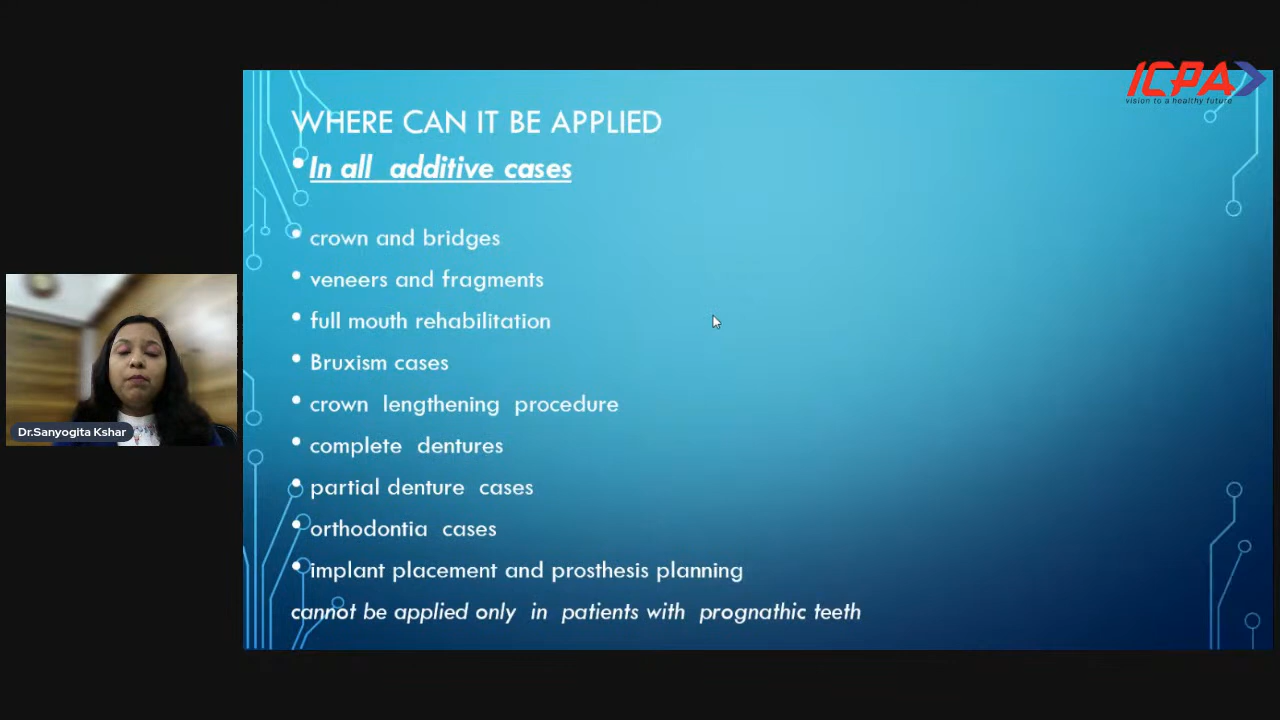 ICPA
vision to a healthy future
WHERE CAN IT BE APPLIED
• In all additive cases
• crown and bridges
• veneers and fragments
• full mouth rehabilitation
• Bruxism cases
• crown lengthening procedure
• complete dentures
• partial denture cases
• orthodontia cases
• implant placement and prosthesis planning
cannot be applied only in patients with prognathic teeth
Dr.Sanyogita Kshar